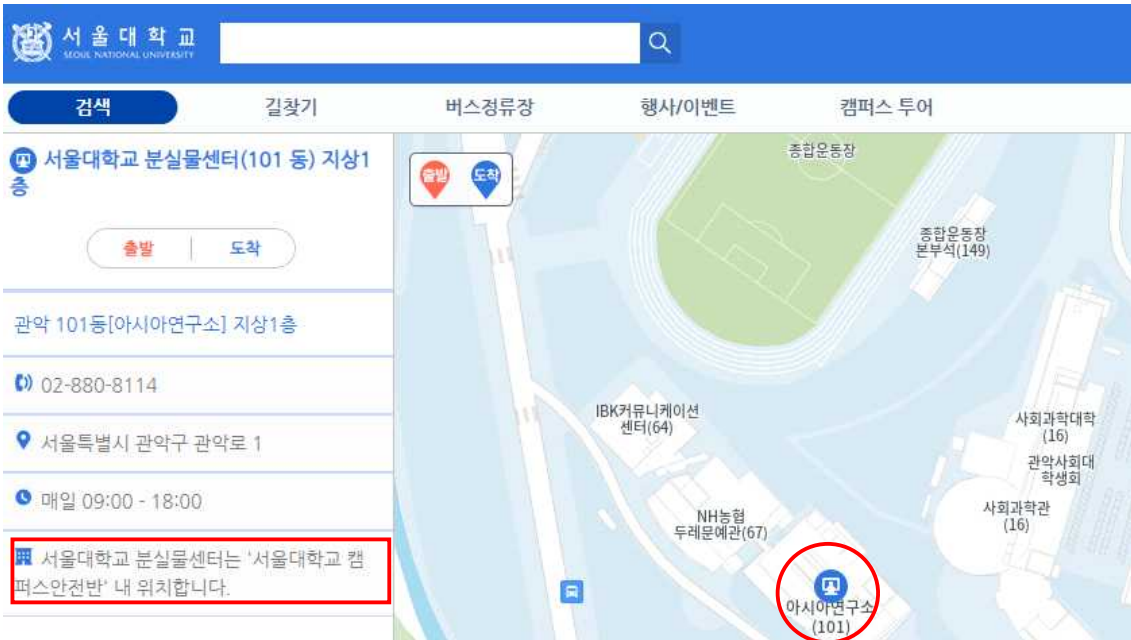 서울대학교
SEOUL NATIONAL UNIVERSITY
검색
길찾기
버스정류장
행사/이벤트
캠퍼스 투어
서울대학교 분실물센터(101 동) 지상1
층
출발
도착
관악 101동[아시아연구소] 지상1층
02-880-8114
서울특별시 관악구 관악로 1
매일 09:00 - 18:00
서울대학교 분실물센터는 '서울대학교 캠
퍼스안전반' 내 위치합니다.
출발
도착
종합운동장
종합운동장
본부석(149)
IBK커뮤니케이션
센터(64)
사회과학대학
(16)
관악사회대
학생회
사회과학관
(16)
NH농협
두레문예관(67)
아시아연구소
(101)